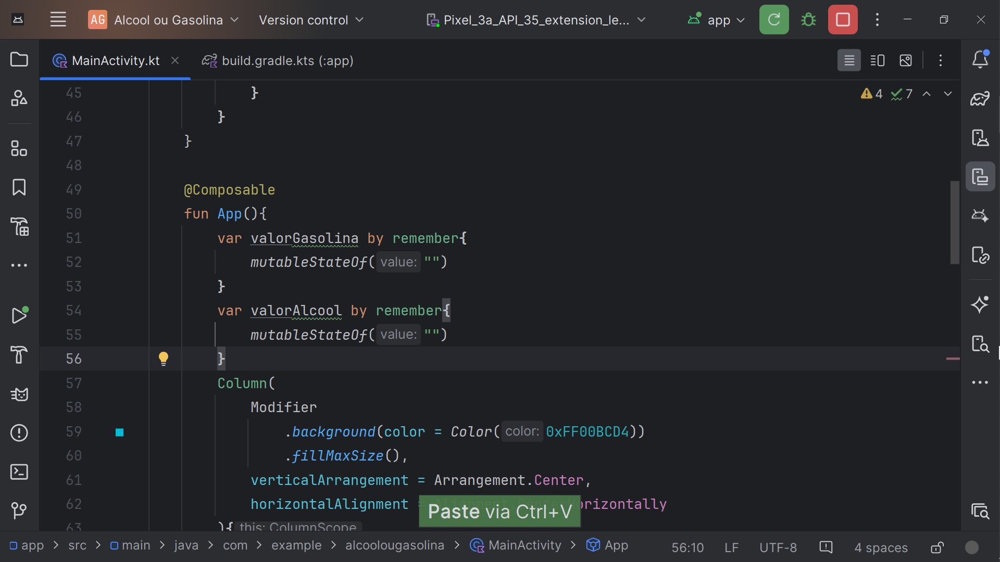 AG Alcool ou Gasolina Version control Pixel_3a_API_35_extension_le... app
MainActivity.kt build.gradle.kts (:app)
4 7
45 }
46 }
47 }
48
49 @Composable
50 fun App(){
51 var valorGasolina by remember{
52 mutableStateOf( value: "")
53 }
54 var valorAlcool by remember{
55 mutableStateOf( value: "")
56 }
57 Column(
58 Modifier
59 .background(color = Color( color: 0xFF00BCD4))
60 .fillMaxSize(),
61 verticalArrangement = Arrangement.Center,
62 horizontalAlignment = Alignment.CenterHorizontally
63 ){ this: ColumnScope
Paste via Ctrl+V
app > src > main > java > com > example > alcoolougasolina > MainActivity > App 56:10 LF UTF-8 4 spaces